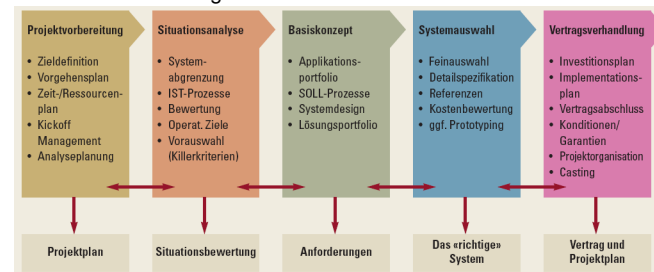 Projektvorbereitung
• Zieldefinition
• Vorgehensplan
• Zeit-/Ressourcen-
plan
• Kickoff
Management
• Analyseplanung
Situationsanalyse
• System-
abgrenzung
• IST-Prozesse
• Bewertung
• Operat. Ziele
• Vorauswahl
(Killerkriterien)
Basiskonzept
• Applikations-
portfolio
• SOLL-Prozesse
• Systemdesign
• Lösungsportfolio
Systemauswahl
• Feinauswahl
• Detailspezifikation
• Referenzen
• Kostenbewertung
• ggf. Prototyping
Vertragsverhandlung
• Investitionsplan
• Implementations-
plan
• Vertragsabschluss
• Konditionen/
Garantien
• Projektorganisation
• Casting
Projektplan
Situationsbewertung
Anforderungen
Das «richtige»
System
Vertrag und
Projektplan